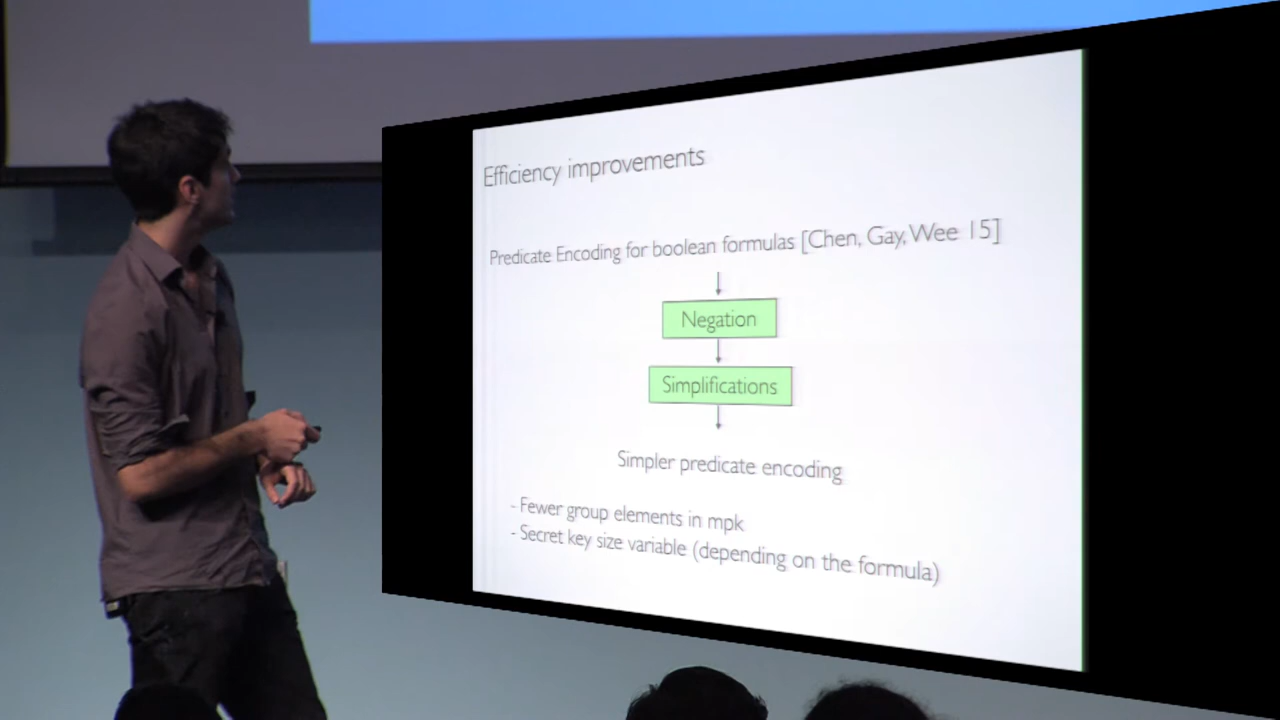 Efficiency improvements
Predicate Encoding for boolean formulas [Chen, Gay, Wee 15]
Negation
Simplifications
Simpler predicate encoding
- Fewer group elements in mpk
- Secret key size variable (depending on the formula)